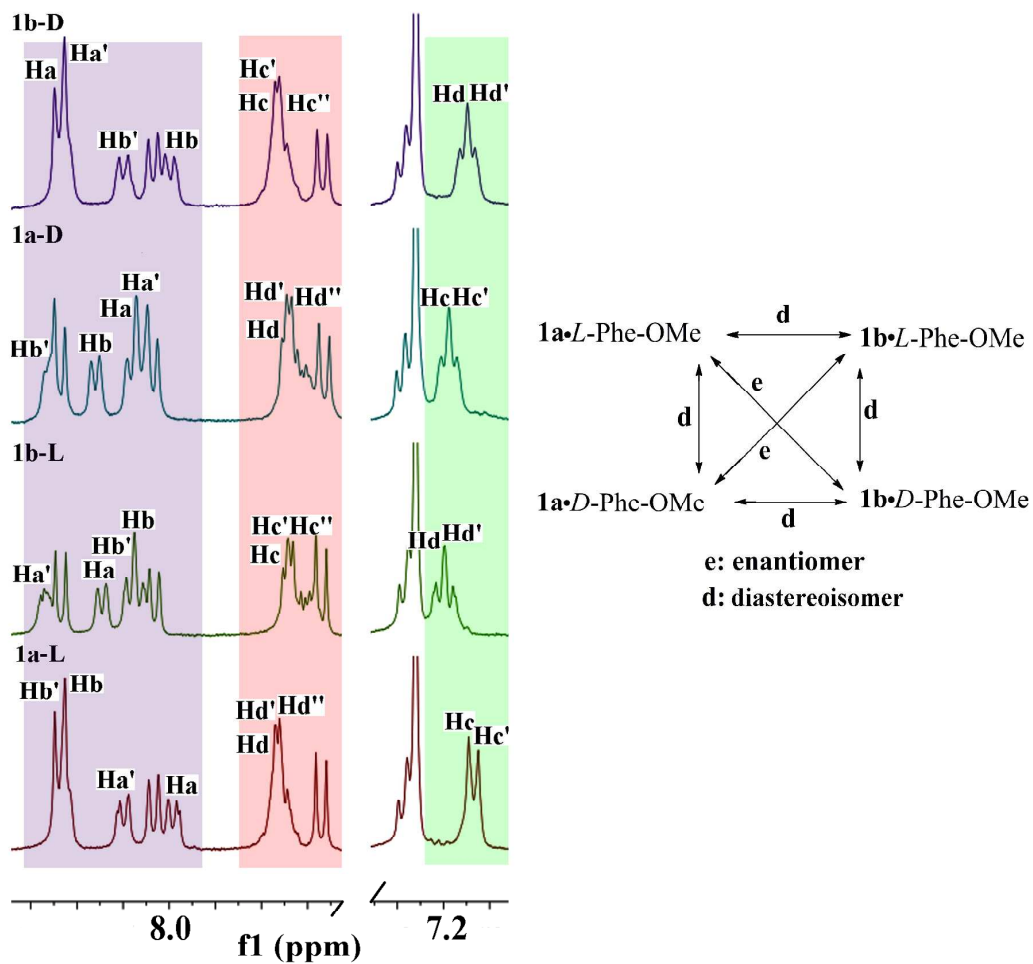 1b-D
Ha Ha'
Hb' Hb
Hc'
Hc Hc''
Hd Hd'
1a-D
Ha'
Ha
Hb' Hb
Hd' Hd''
Hd
Hc Hc'
1b-L
Hb
Hb'
Ha' Ha
Hc' Hc''
Hc
Hd Hd'
1a-L
Hb' Hb
Ha' Ha
Hd' Hd''
Hd
Hc
Hc'
8.0 7.2
f1 (ppm)
1a•L-Phe-OMe d 1b•L-Phe-OMe
e
d d
e
1a•D-Phc-OMc d 1b•D-Phe-OMe
e: enantiomer
d: diastereoisomer